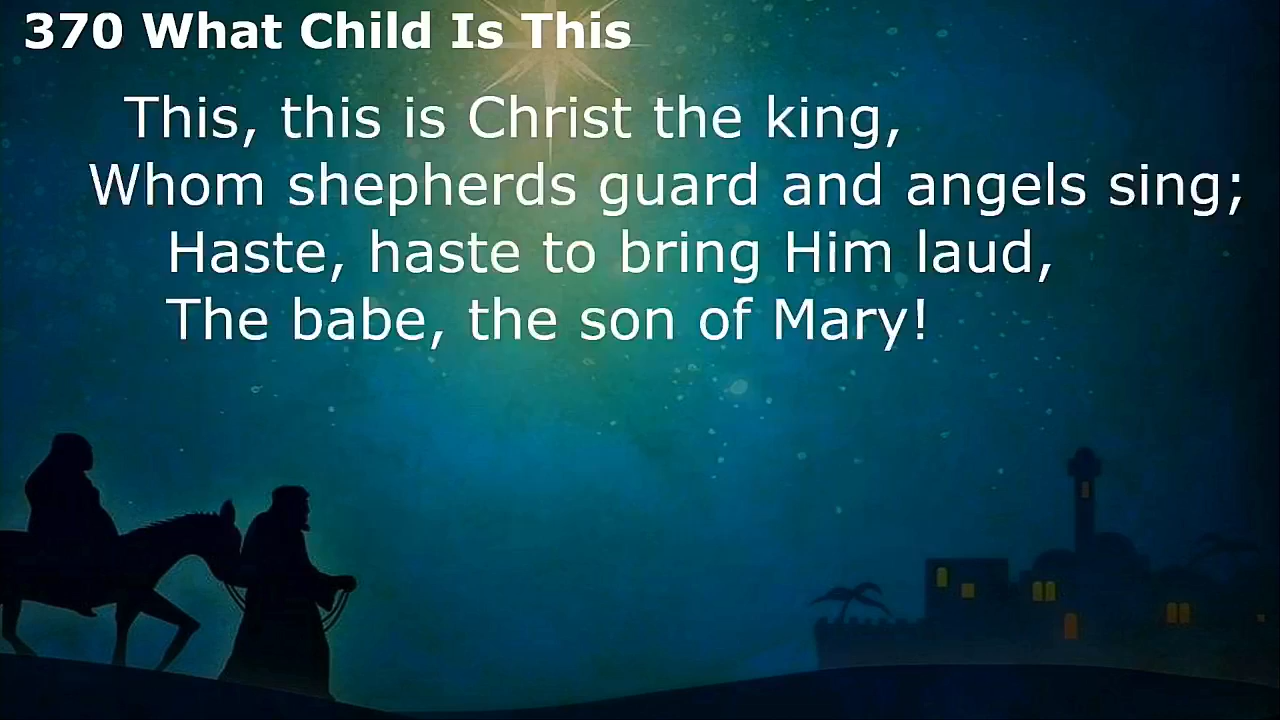 370 What Child Is This
This, this is Christ the king,
Whom shepherds guard and angels sing;
Haste, haste to bring Him laud,
The babe, the son of Mary!